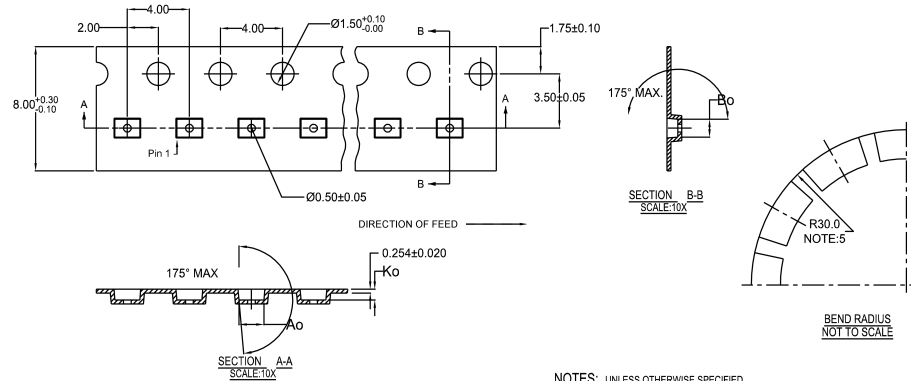 4.00
2.00
4.00
Ø1.50+0.10 -0.00
B
1.75±0.10
8.00+0.30 -0.10
A
A
3.50±0.05
175° MAX.
Bo
Pin 1
B
Ø0.50±0.05
SECTION B-B
SCALE:10X
DIRECTION OF FEED
R30.0
NOTE:5
0.254±0.020
175° MAX
Ko
Ao
BEND RADIUS
NOT TO SCALE
SECTION A-A
SCALE:10X
NOTES: UNLESS OTHERWISE SPECIFIED